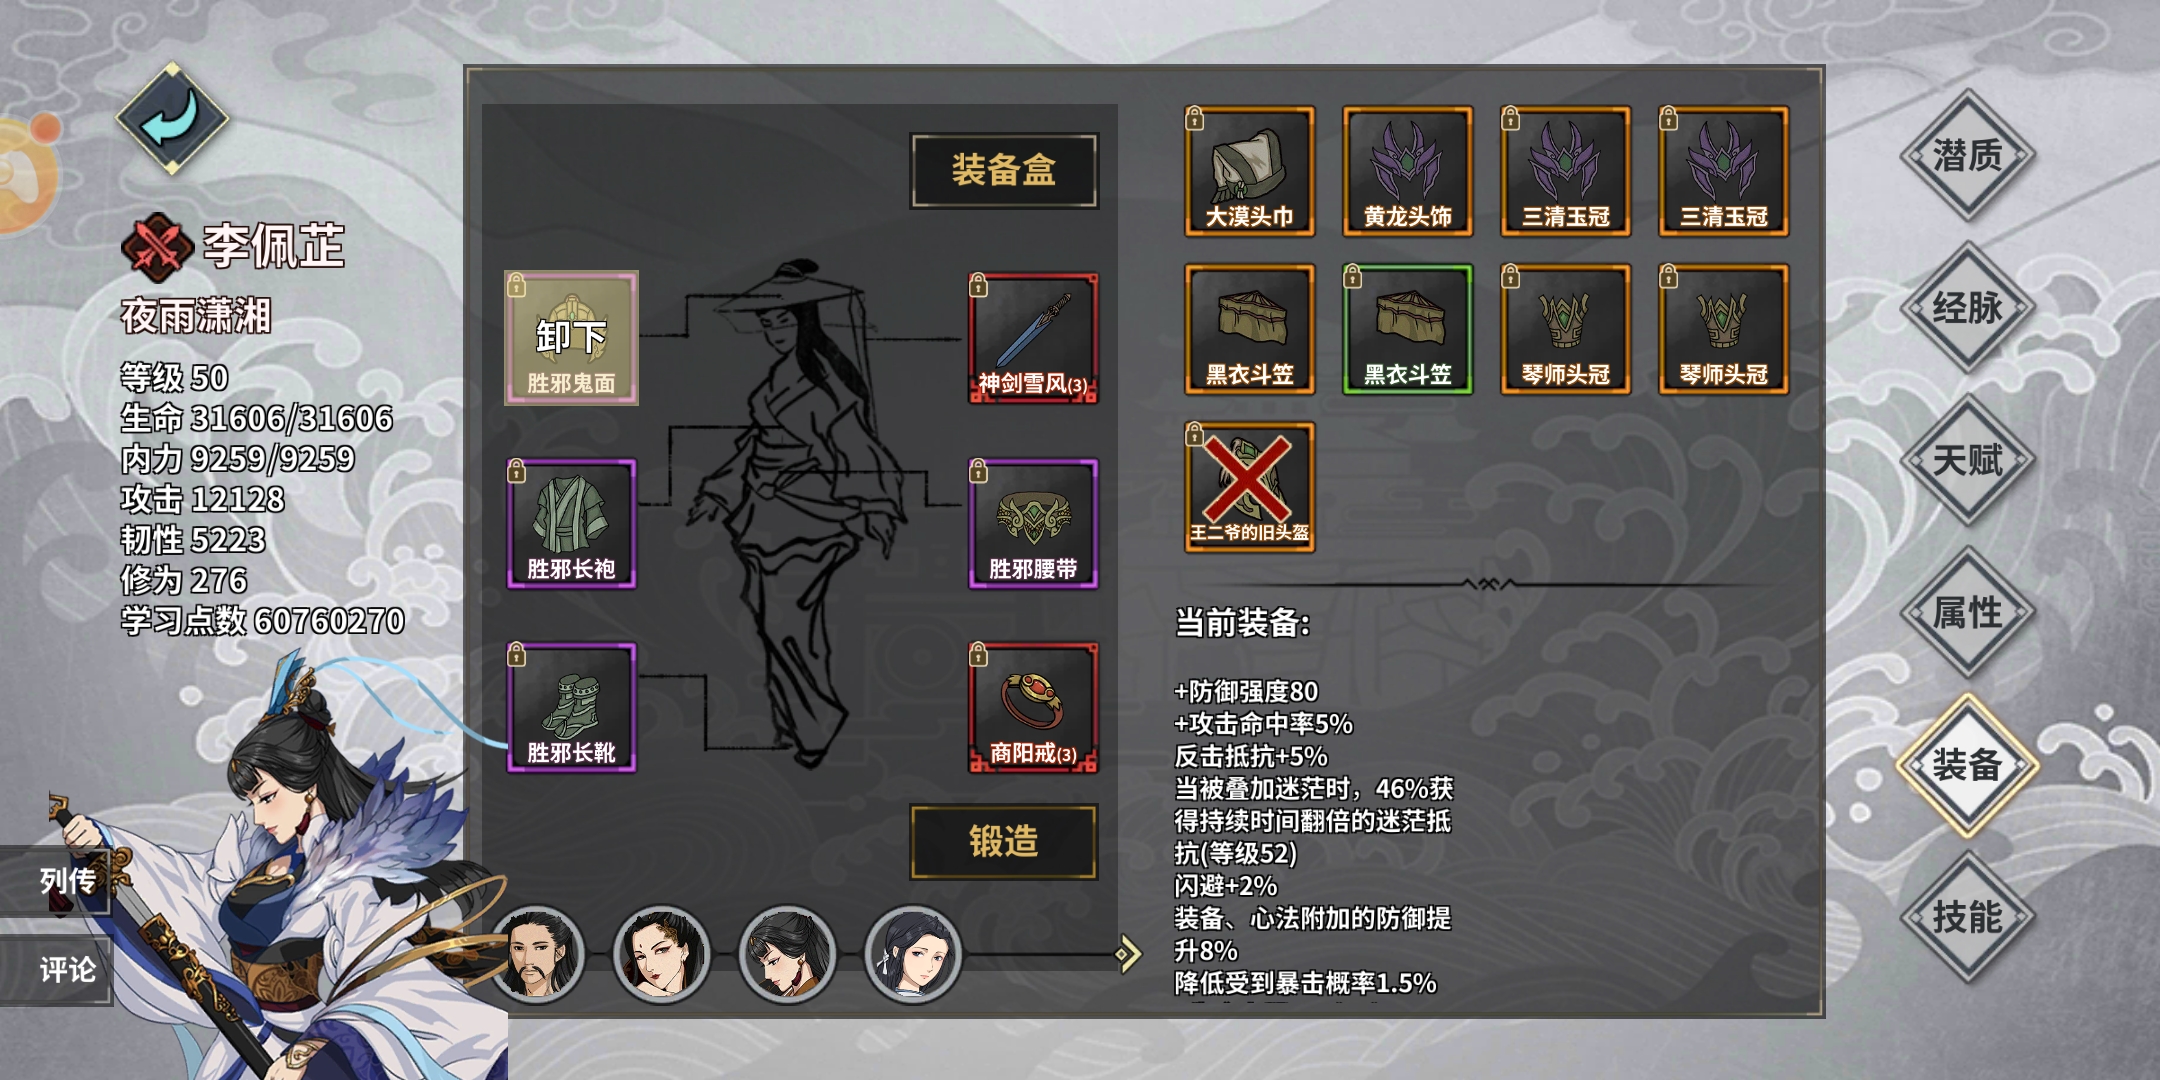 李佩芷
夜雨潇湘
等级 50
生命 31606/31606
内力 9259/9259
攻击 12128
韧性 5223
修为 276
学习点数 60760270
列传
评论
装备盒
卸下
胜邪鬼面
神剑雪风(3)
胜邪长袍
胜邪腰带
胜邪长靴
商阳戒(3)
锻造
大漠头巾
黄龙头饰
三清玉冠
三清玉冠
黑衣斗笠
黑衣斗笠
琴师头冠
琴师头冠
王二爷的旧头盔
当前装备:
+防御强度80
+攻击命中率5%
反击抵抗+5%
当被叠加迷茫时，46%获
得持续时间翻倍的迷茫抵
抗(等级52)
闪避+2%
装备、心法附加的防御提
升8%
降低受到暴击概率1.5%
潜质
经脉
天赋
属性
装备
技能